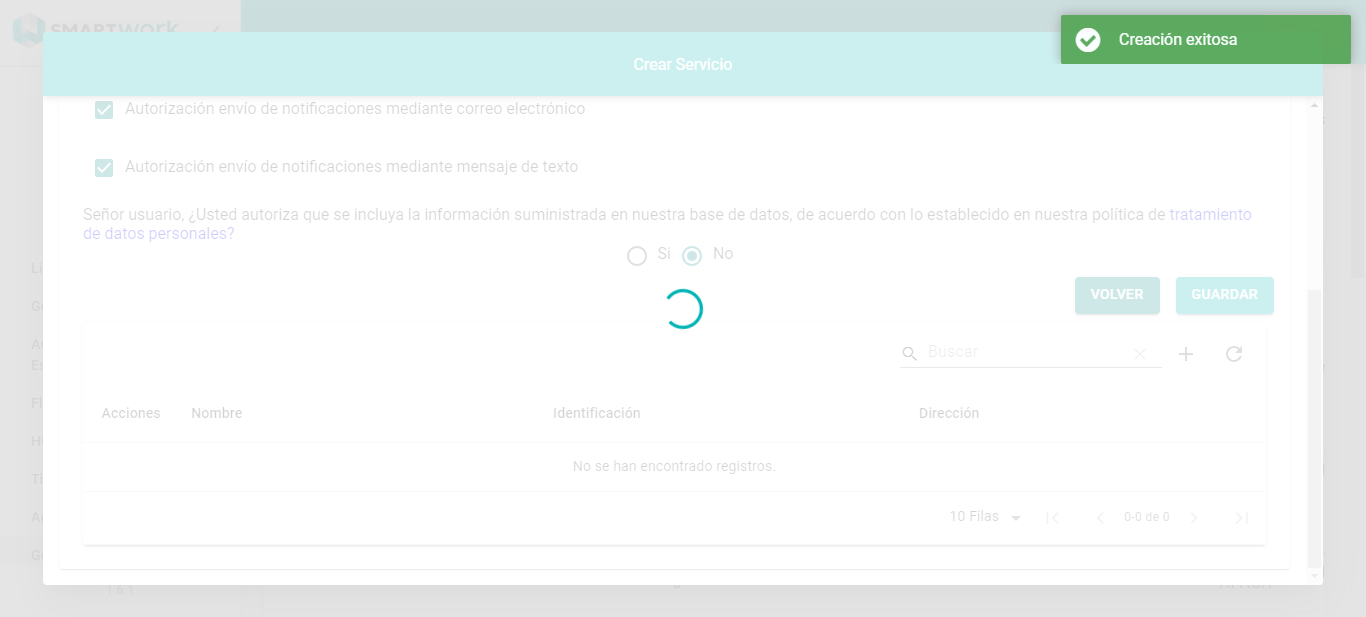 SMARTWORK
Creación exitosa
Crear Servicio
Autorización envío de notificaciones mediante correo electrónico
Autorización envío de notificaciones mediante mensaje de texto
Señor usuario, ¿Usted autoriza que se incluya la información suministrada en nuestra base de datos, de acuerdo con lo establecido en nuestra política de tratamiento
de datos personales?
Si No
VOLVER GUARDAR
Buscar
Acciones Nombre Identificación Dirección
No se han encontrado registros.
10 Filas 0-0 de 0
1.6.1